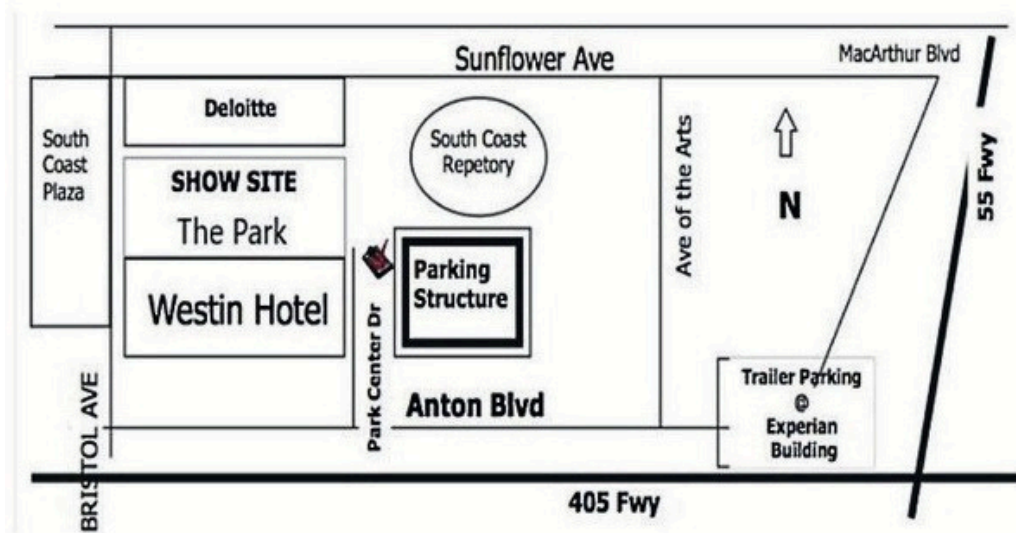 Sunflower Ave
MacArthur Blvd
Deloitte
South
Coast
Plaza
South Coast
Repetory
SHOW SITE
The Park
Ave of the Arts
N
55 Fwy
Parking
Structure
Westin Hotel
Park Center Dr
Anton Blvd
Trailer Parking
@
Experian
Building
BRISTOL AVE
405 Fwy